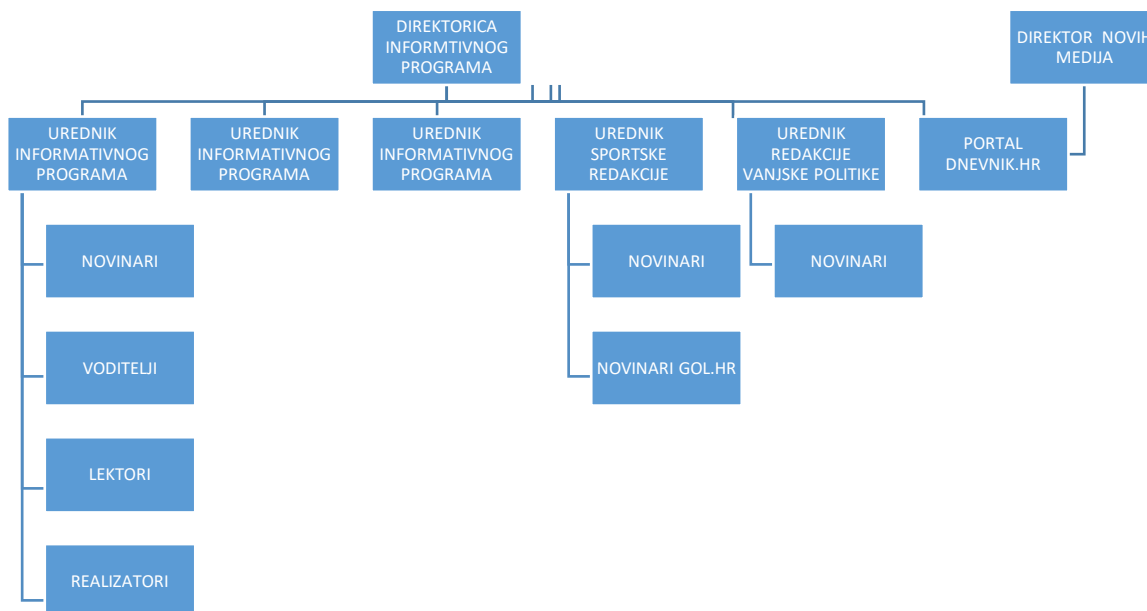 DIREKTORICA
INFORMTIVNOG
PROGRAMA
DIREKTOR NOVIH
MEDIJA
UREDNIK
INFORMATIVNOG
PROGRAMA
UREDNIK
INFORMATIVNOG
PROGRAMA
UREDNIK
INFORMATIVNOG
PROGRAMA
UREDNIK
SPORTSKE
REDAKCIJE
UREDNIK
REDAKCIJE
VANJSKE POLITIKE
PORTAL
DNEVNIK.HR
NOVINARI
VODITELJI
LEKTORI
REALIZATORI
NOVINARI
NOVINARI GOL.HR
NOVINARI